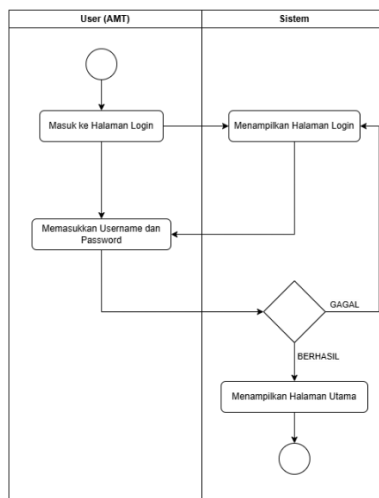 User (AMT)
Sistem
Masuk ke Halaman Login
Menampilkan Halaman Login
Memasukkan Username dan
Password
GAGAL
BERHASIL
Menampilkan Halaman Utama